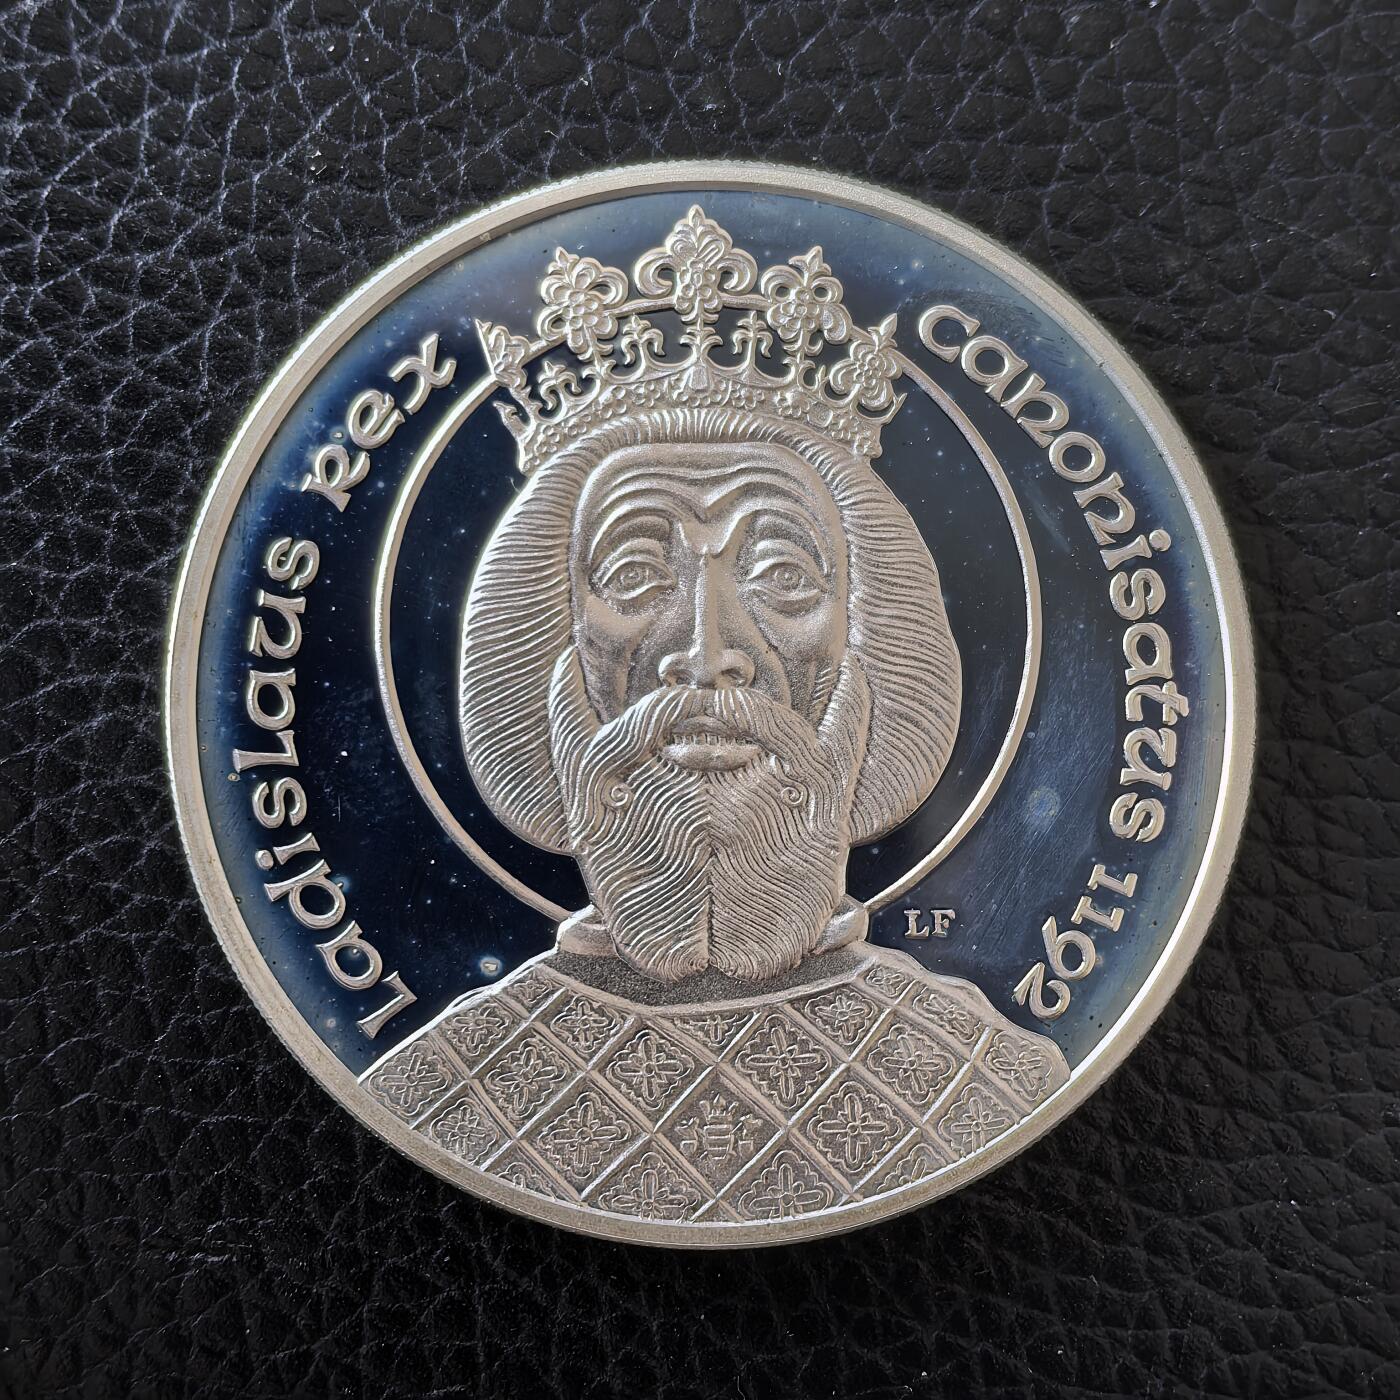 Ladislaus Rex
Canonisatus 1192
LF